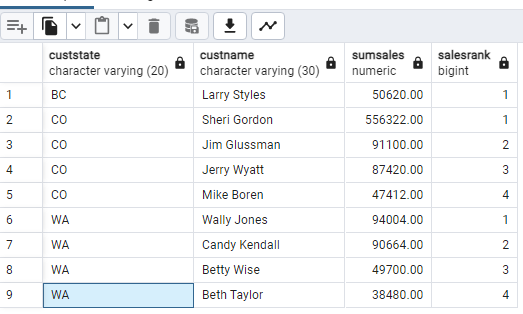 custstate custname sumsales salesrank
character varying (20) character varying (30) numeric bigint
1 BC Larry Styles 50620.00 1
2 CO Sheri Gordon 556322.00 1
3 CO Jim Glussman 91100.00 2
4 CO Jerry Wyatt 87420.00 3
5 CO Mike Boren 47412.00 4
6 WA Wally Jones 94004.00 1
7 WA Candy Kendall 90664.00 2
8 WA Betty Wise 49700.00 3
9 WA Beth Taylor 38480.00 4